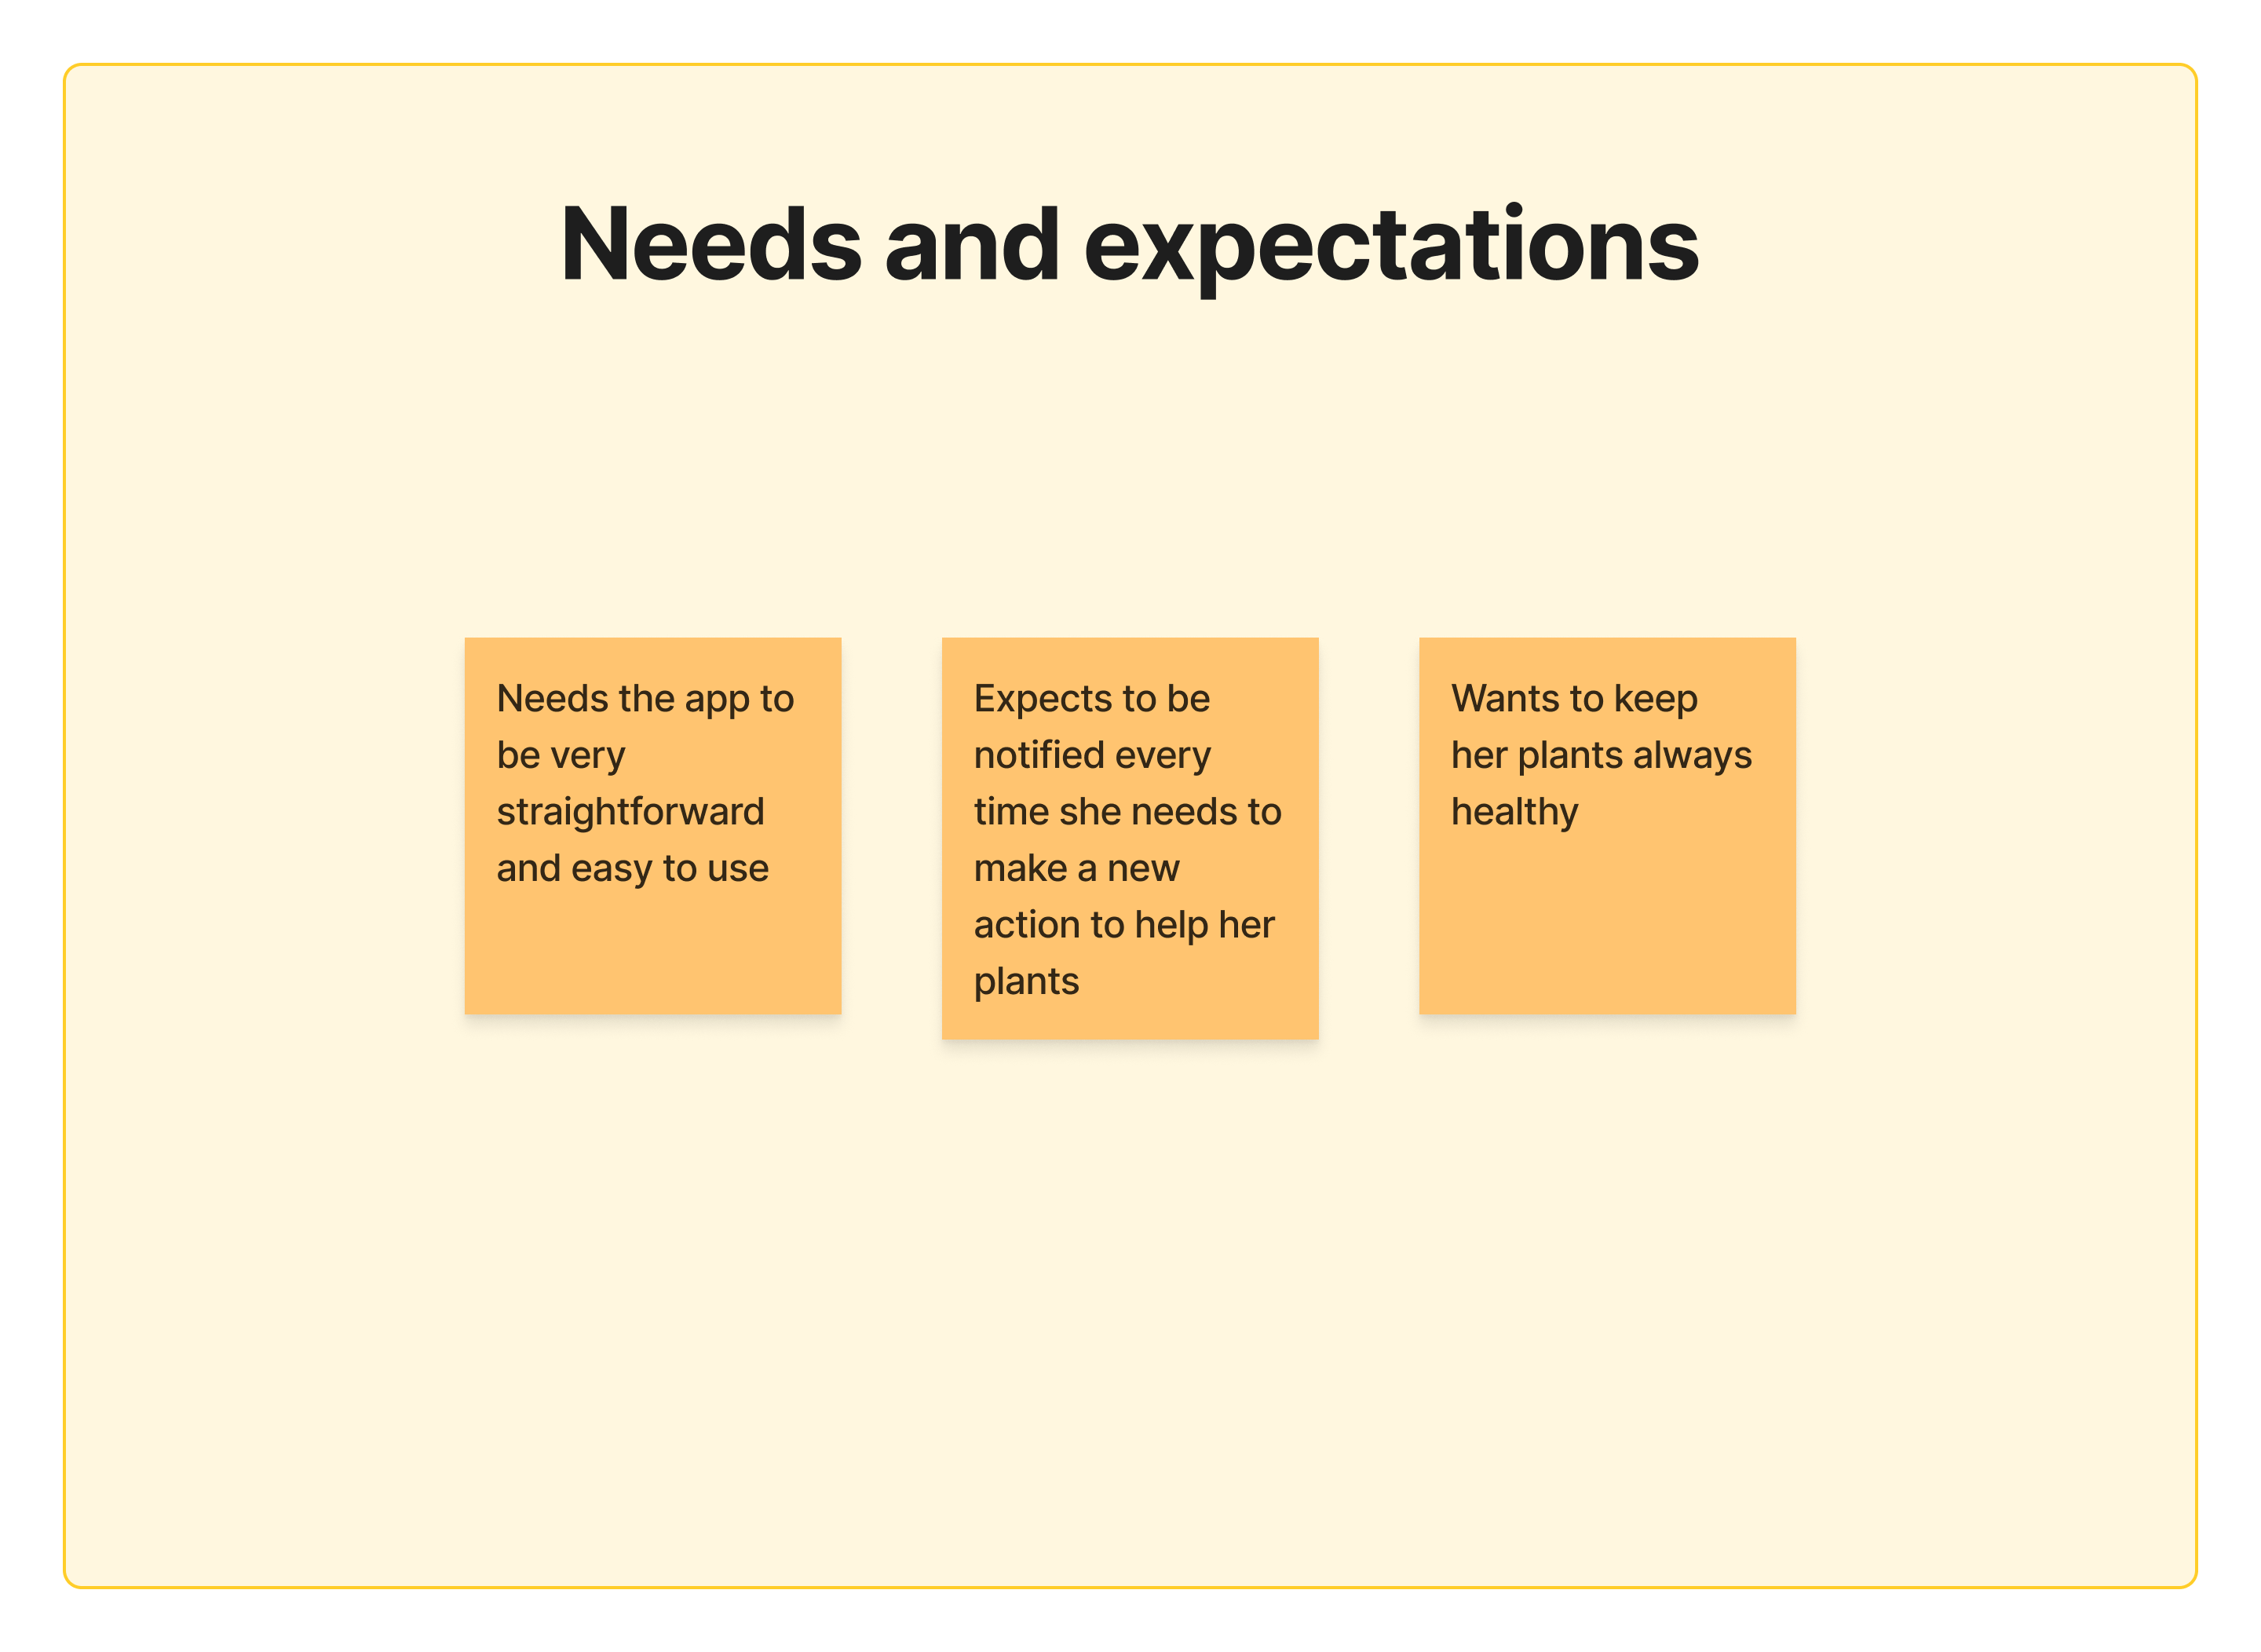 Needs and expectations
Needs the app to
be very
straightforward
and easy to use
Expects to be
notified every
time she needs to
make a new
action to help her
plants
Wants to keep
her plants always
healthy